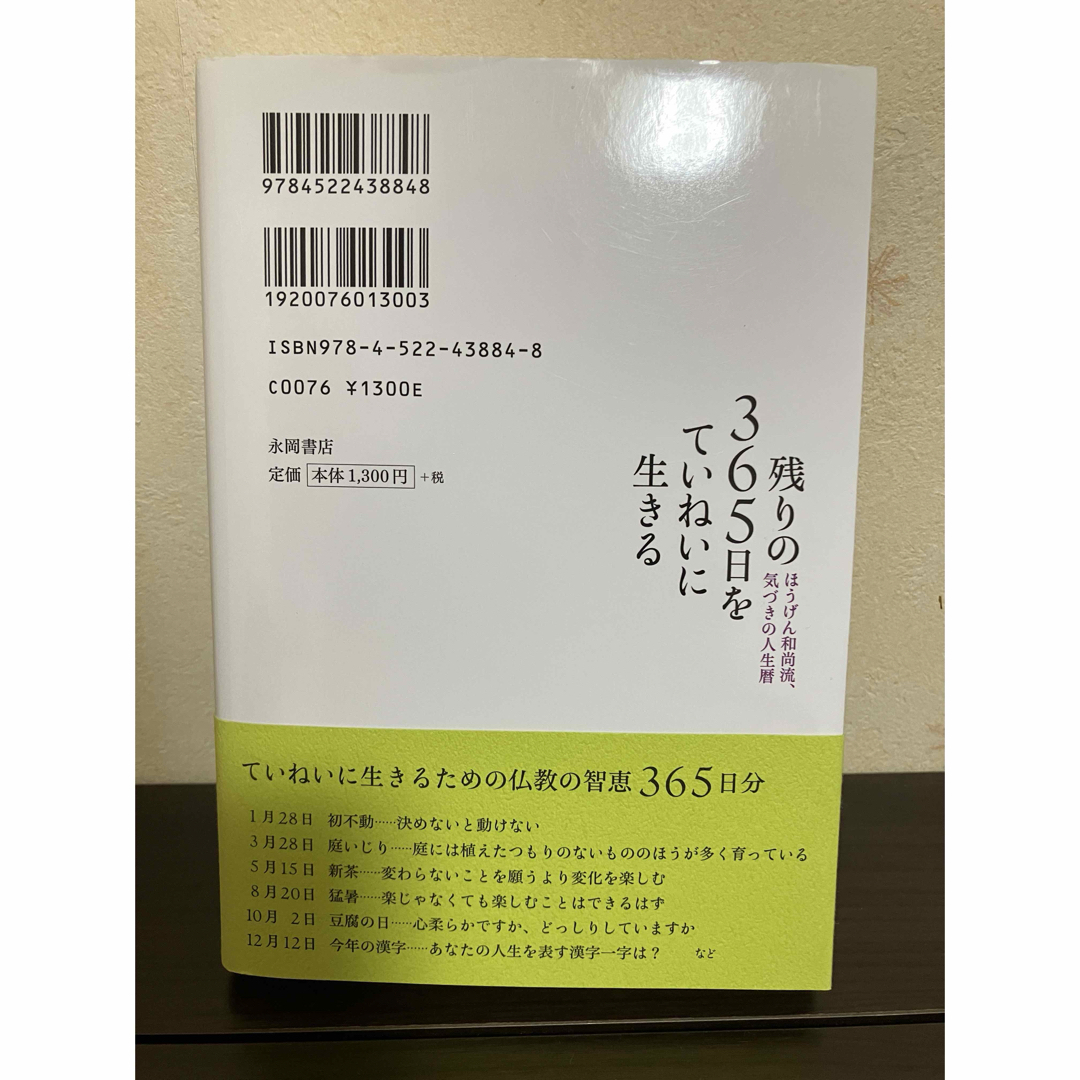 9784522438848
1920076013003
ISBN978-4-522-43884-8
C0076 ¥1300E
永岡書店
定価 本体1,300円 +税
残りの
365日を
ていねいに
生きる
ほうげん和尚流、
気づきの人生暦
ていねいに生きるための仏教の智恵 365日分
1月28日 初不動……決めないと動けない
3月28日 庭いじり……庭には植えたつもりのないもののほうが多く育っている
5月15日 新茶……変わらないことを願うより変化を楽しむ
8月20日 猛暑……楽じゃなくても楽しむことはできるはず
10月 2日 豆腐の日……心柔らかですか、どっしりしていますか
12月12日 今年の漢字……あなたの人生を表す漢字一字は? など